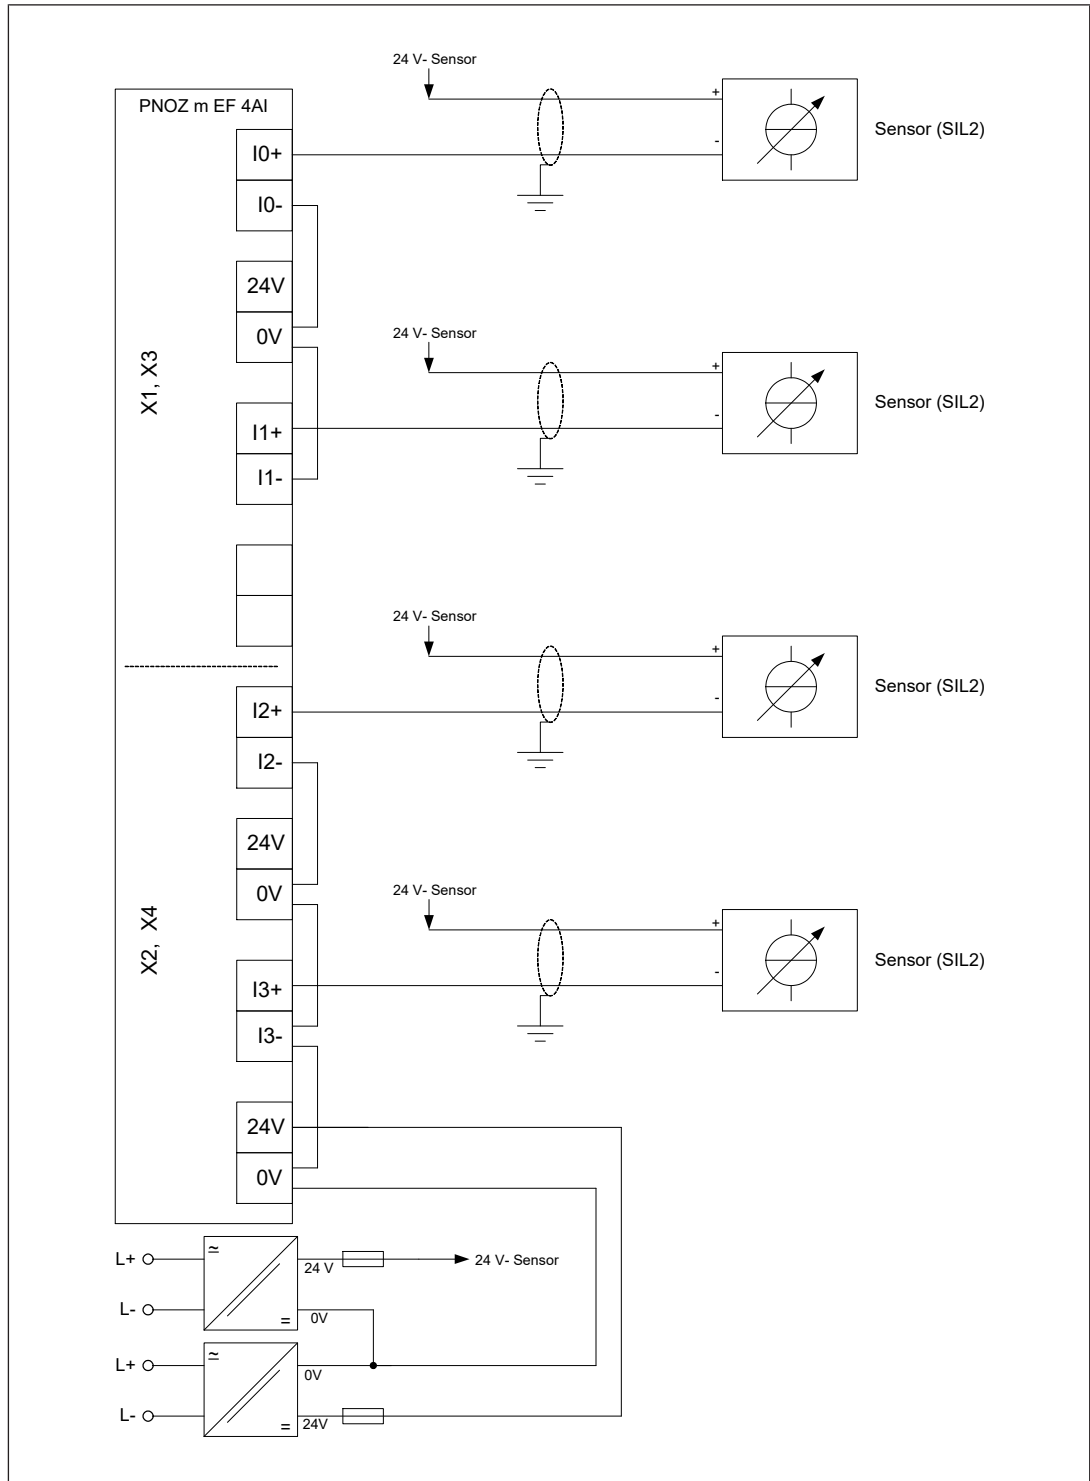 24 V- Sensor
PNOZ m EF 4AI
+
I0+
-
Sensor (SIL2)
I0-
24V
0V
X1, X3
24 V- Sensor
+
I1+
-
Sensor (SIL2)
I1-
24 V- Sensor
+
I2+
-
Sensor (SIL2)
I2-
24V
0V
X2, X4
24 V- Sensor
+
I3+
-
Sensor (SIL2)
I3-
24V
0V
L+
≃
24 V
24 V- Sensor
L-
=
0V
L+
≃
0V
L-
=
24V